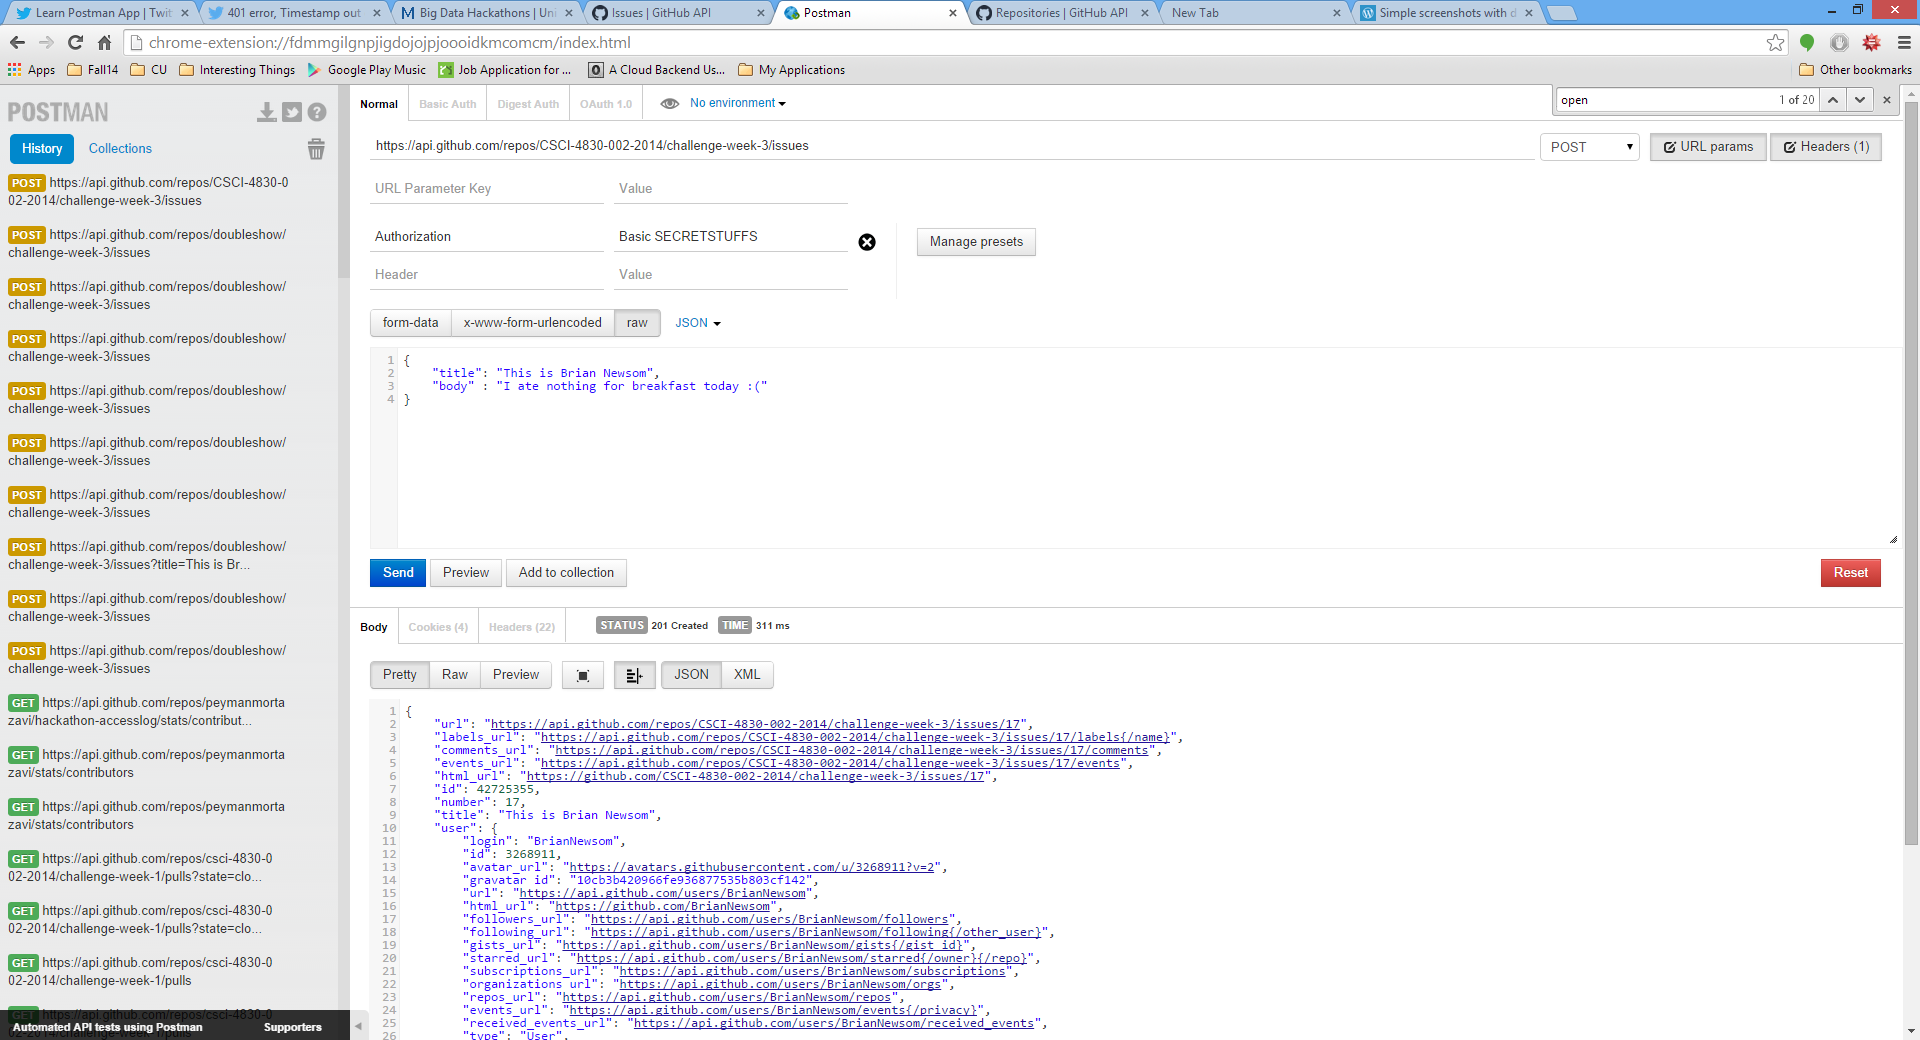 Learn Postman App | Twit
401 error, Timestamp out
Big Data Hackathons | Uni
Issues | GitHub API
Postman
Repositories | GitHub API
New Tab
Simple screenshots with d
chrome-extension://fdmmgilgnpjigdojojpjoooidkmcomcm/index.html
Apps
Fall14
CU
Interesting Things
Google Play Music
Job Application for ...
A Cloud Backend Us...
My Applications
Other bookmarks
open
1 of 20
POSTMAN
History
Collections
POST https://api.github.com/repos/CSCI-4830-0
02-2014/challenge-week-3/issues
POST https://api.github.com/repos/doubleshow/
challenge-week-3/issues
POST https://api.github.com/repos/doubleshow/
challenge-week-3/issues
POST https://api.github.com/repos/doubleshow/
challenge-week-3/issues
POST https://api.github.com/repos/doubleshow/
challenge-week-3/issues
POST https://api.github.com/repos/doubleshow/
challenge-week-3/issues
POST https://api.github.com/repos/doubleshow/
challenge-week-3/issues
POST https://api.github.com/repos/doubleshow/
challenge-week-3/issues?title=This is Br...
POST https://api.github.com/repos/doubleshow/
challenge-week-3/issues
POST https://api.github.com/repos/doubleshow/
challenge-week-3/issues
GET https://api.github.com/repos/peymanmorta
zavi/hackathon-accesslog/stats/contribut...
GET https://api.github.com/repos/peymanmorta
zavi/stats/contributors
GET https://api.github.com/repos/peymanmorta
zavi/stats/contributors
GET https://api.github.com/repos/csci-4830-0
02-2014/challenge-week-1/pulls?state=clo...
GET https://api.github.com/repos/csci-4830-0
02-2014/challenge-week-1/pulls?state=clo...
GET https://api.github.com/repos/csci-4830-0
02-2014/challenge-week-1/pulls
GET https://api.github.com/repos/csci-4830-0
02-2014/challenge-week-1/pulls
Automated API tests using Postman
Supporters
Normal
Basic Auth
Digest Auth
OAuth 1.0
No environment
https://api.github.com/repos/CSCI-4830-002-2014/challenge-week-3/issues
POST
URL params
Headers (1)
URL Parameter Key
Value
Authorization
Basic SECRETSTUFFS
Manage presets
Header
Value
form-data
x-www-form-urlencoded
raw
JSON
1 {
2 "title": "This is Brian Newsom",
3 "body" : "I ate nothing for breakfast today :("
4 }
Send
Preview
Add to collection
Reset
Body
Cookies (4)
Headers (22)
STATUS 201 Created
TIME 311 ms
Pretty
Raw
Preview
JSON
XML
1 {
2 "url": "https://api.github.com/repos/CSCI-4830-002-2014/challenge-week-3/issues/17",
3 "labels_url": "https://api.github.com/repos/CSCI-4830-002-2014/challenge-week-3/issues/17/labels{/name}",
4 "comments_url": "https://api.github.com/repos/CSCI-4830-002-2014/challenge-week-3/issues/17/comments",
5 "events_url": "https://api.github.com/repos/CSCI-4830-002-2014/challenge-week-3/issues/17/events",
6 "html_url": "https://github.com/CSCI-4830-002-2014/challenge-week-3/issues/17",
7 "id": 42725355,
8 "number": 17,
9 "title": "This is Brian Newsom",
10 "user": {
11 "login": "BrianNewsom",
12 "id": 3268911,
13 "avatar_url": "https://avatars.githubusercontent.com/u/3268911?v=2",
14 "gravatar_id": "10cb3b420966fe936877535b803cf142",
15 "url": "https://api.github.com/users/BrianNewsom",
16 "html_url": "https://github.com/BrianNewsom",
17 "followers_url": "https://api.github.com/users/BrianNewsom/followers",
18 "following_url": "https://api.github.com/users/BrianNewsom/following{/other_user}",
19 "gists_url": "https://api.github.com/users/BrianNewsom/gists{/gist_id}",
20 "starred_url": "https://api.github.com/users/BrianNewsom/starred{/owner}{/repo}",
21 "subscriptions_url": "https://api.github.com/users/BrianNewsom/subscriptions",
22 "organizations_url": "https://api.github.com/users/BrianNewsom/orgs",
23 "repos_url": "https://api.github.com/users/BrianNewsom/repos",
24 "events_url": "https://api.github.com/users/BrianNewsom/events{/privacy}",
25 "received_events_url": "https://api.github.com/users/BrianNewsom/received_events",
26 "type": "User",